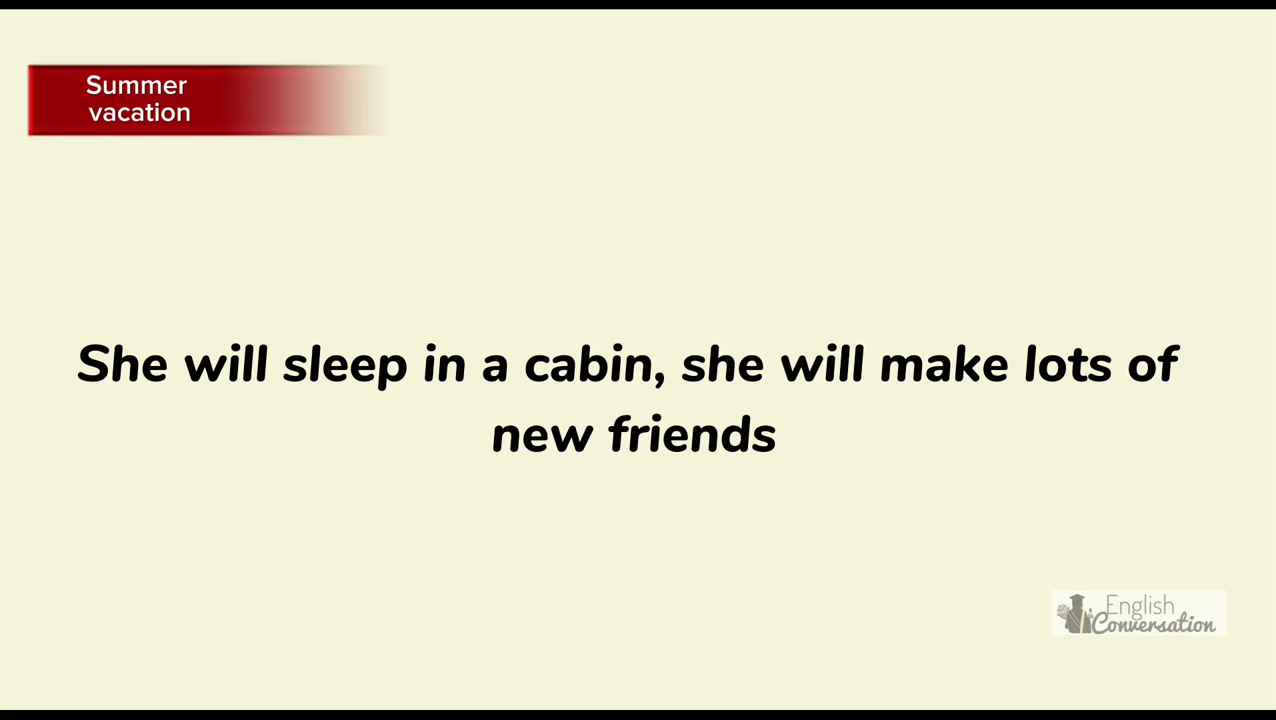 Summer
vacation
She will sleep in a cabin, she will make lots of
new friends
English
Conversation